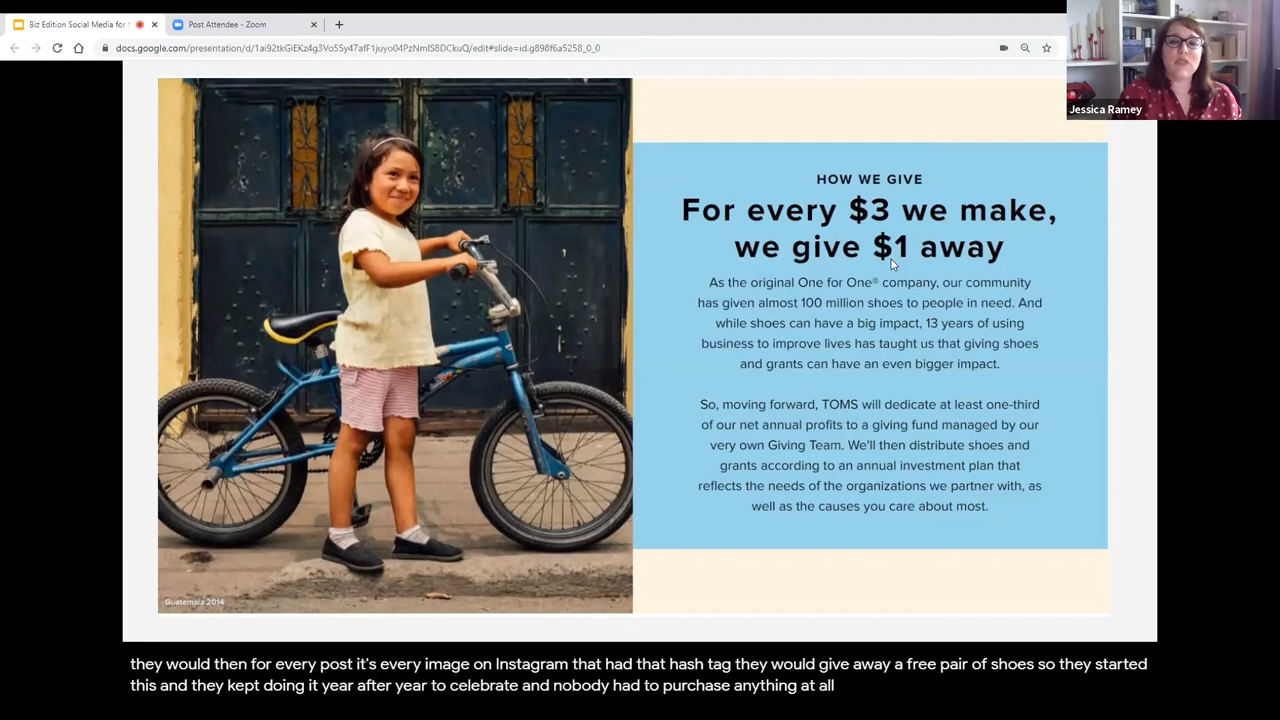 Biz Edition Social Media for
Post Attendee - Zoom
docs.google.com/presentation/d/1ai92tkGiEKz4g3Vo55y47afF1juyo04PzNmIS8DCkuQ/edit#slide=id.g898f6a5258_0_0
Jessica Ramey
HOW WE GIVE
For every $3 we make,
we give $1 away
As the original One for One® company, our community
has given almost 100 million shoes to people in need. And
while shoes can have a big impact, 13 years of using
business to improve lives has taught us that giving shoes
and grants can have an even bigger impact.
So, moving forward, TOMS will dedicate at least one-third
of our net annual profits to a giving fund managed by our
very own Giving Team. We'll then distribute shoes and
grants according to an annual investment plan that
reflects the needs of the organizations we partner with, as
well as the causes you care about most.
Guatemala 2014
they would then for every post it's every image on Instagram that had that hash tag they would give away a free pair of shoes so they started
this and they kept doing it year after year to celebrate and nobody had to purchase anything at all